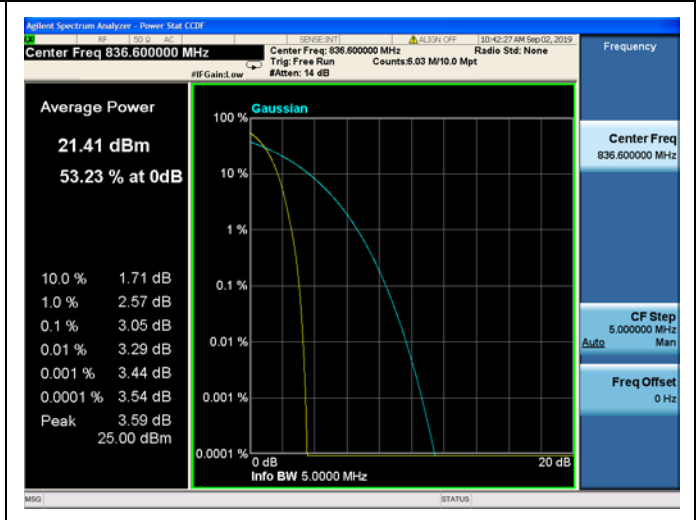 Agilent Spectrum Analyzer - Power Stat CCDF
RF 50 Ω AC SENSE:INT ALIGN OFF 10:42:27 AM Sep 02, 2019
Center Freq 836.600000 MHz
Center Freq: 836.600000 MHz Radio Std: None
Trig: Free Run Counts:6.03 M/10.0 Mpt
#IFGain:Low #Atten: 14 dB
Frequency
Average Power
21.41 dBm
53.23 % at 0dB
10.0 % 1.71 dB
1.0 % 2.57 dB
0.1 % 3.05 dB
0.01 % 3.29 dB
0.001 % 3.44 dB
0.0001 % 3.54 dB
Peak 3.59 dB
25.00 dBm
Gaussian
100 %
10 %
1 %
0.1 %
0.01 %
0.001 %
0.0001 %
0 dB 20 dB
Info BW 5.0000 MHz
Center Freq
836.600000 MHz
CF Step
5.000000 MHz
Auto Man
Freq Offset
0 Hz
MSG STATUS